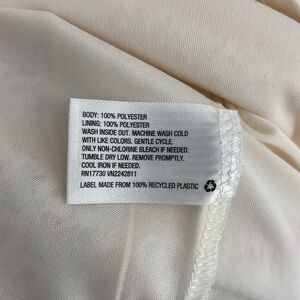 BODY: 100% POLYESTER
LINING: 100% POLYESTER
WASH INSIDE OUT. MACHINE WASH COLD
WITH LIKE COLORS. GENTLE CYCLE.
ONLY NON-CHLORINE BLEACH IF NEEDED.
TUMBLE DRY LOW. REMOVE PROMPTLY.
COOL IRON IF NEEDED.
RN17730 VN2242811
LABEL MADE FROM 100% RECYCLED PLASTIC